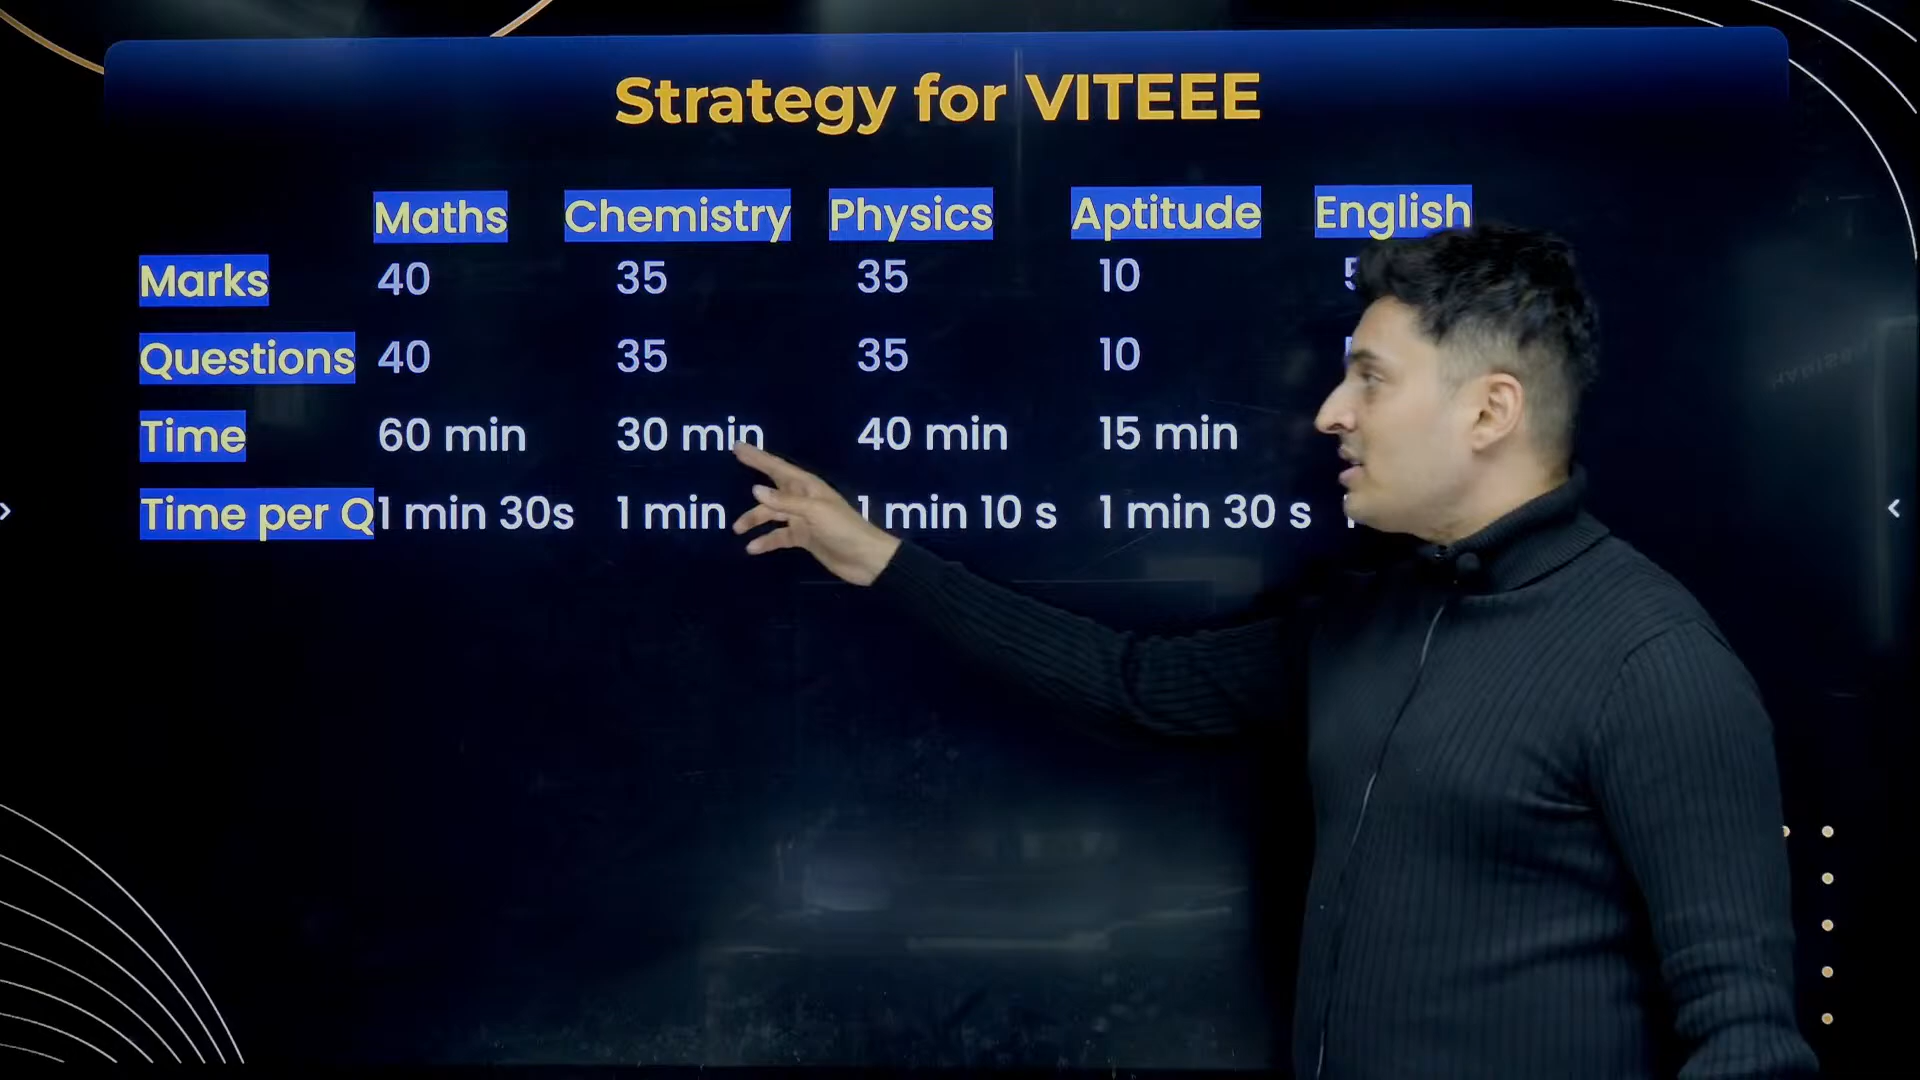 Strategy for VITEEE
Maths Chemistry Physics Aptitude English
Marks 40 35 35 10 5
Questions 40 35 35 10
Time 60 min 30 min 40 min 15 min
Time per Q 1 min 30s 1 min 1 min 10 s 1 min 30 s